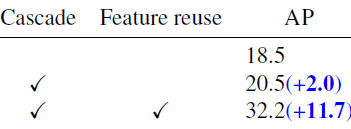 Cascade Feature reuse AP
18.5
✓ 20.5(+2.0)
✓ ✓ 32.2(+11.7)